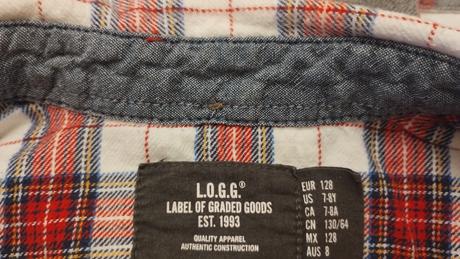 L.O.G.G.®
LABEL OF GRADED GOODS
EST. 1993
QUALITY APPAREL
AUTHENTIC CONSTRUCTION
EUR 128
US 7-8Y
CA 7-8A
CN 130/64
MX 128
AUS 8